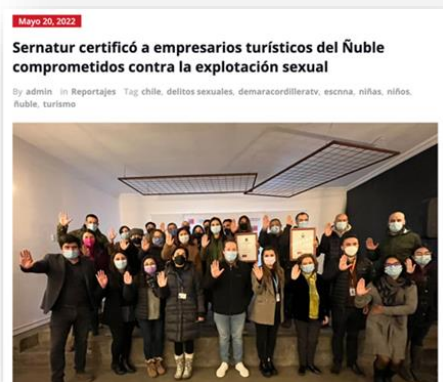 Mayo 20, 2022
Sernatur certificó a empresarios turísticos del Ñuble
comprometidos contra la explotación sexual
By admin in Reportajes Tag chile, delitos sexuales, demaracordilleratv, escnna, niñas, niños,
ñuble, turismo